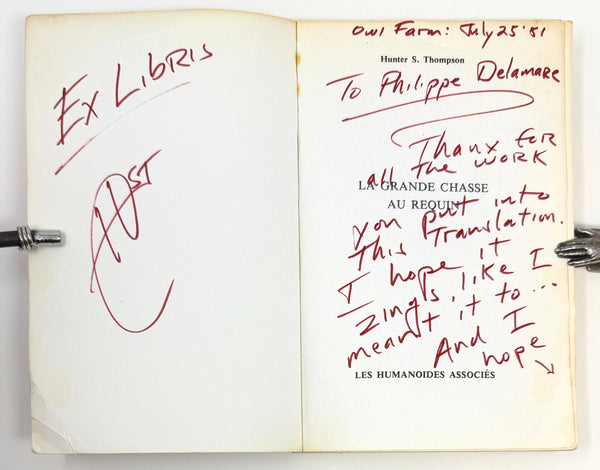 Ex Libris
HST
Owl Farm: July 25 '81
Hunter S. Thompson
To Philippe Delamare
Thanx for
all the work
LA GRANDE CHASSE
AU REQUIN
you put into
This Translation.
I hope it
zings like I
meant it to...
And I
hope
LES HUMANOIDES ASSOCIÉS